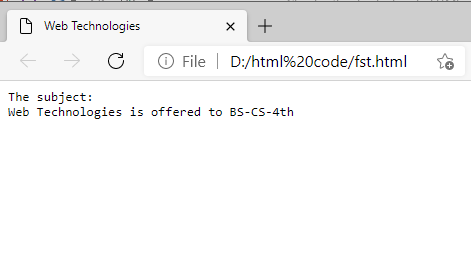 Web Technologies
File | D:/html%20code/fst.html
The subject:
Web Technologies is offered to BS-CS-4th